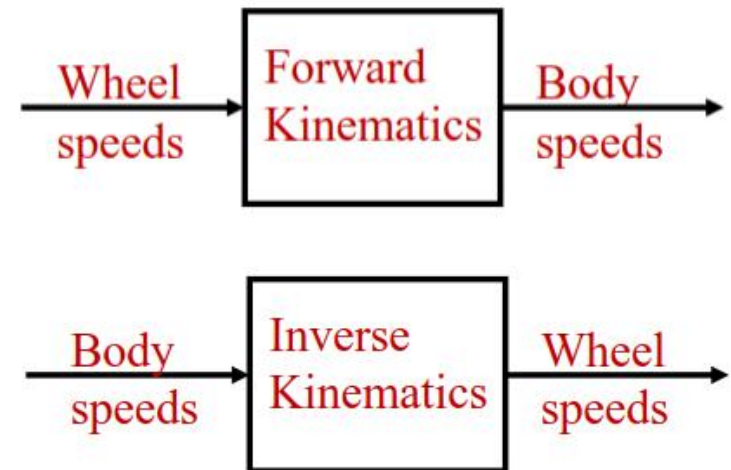 Wheel
speeds
Forward
Kinematics
Body
speeds
Body
speeds
Inverse
Kinematics
Wheel
speeds